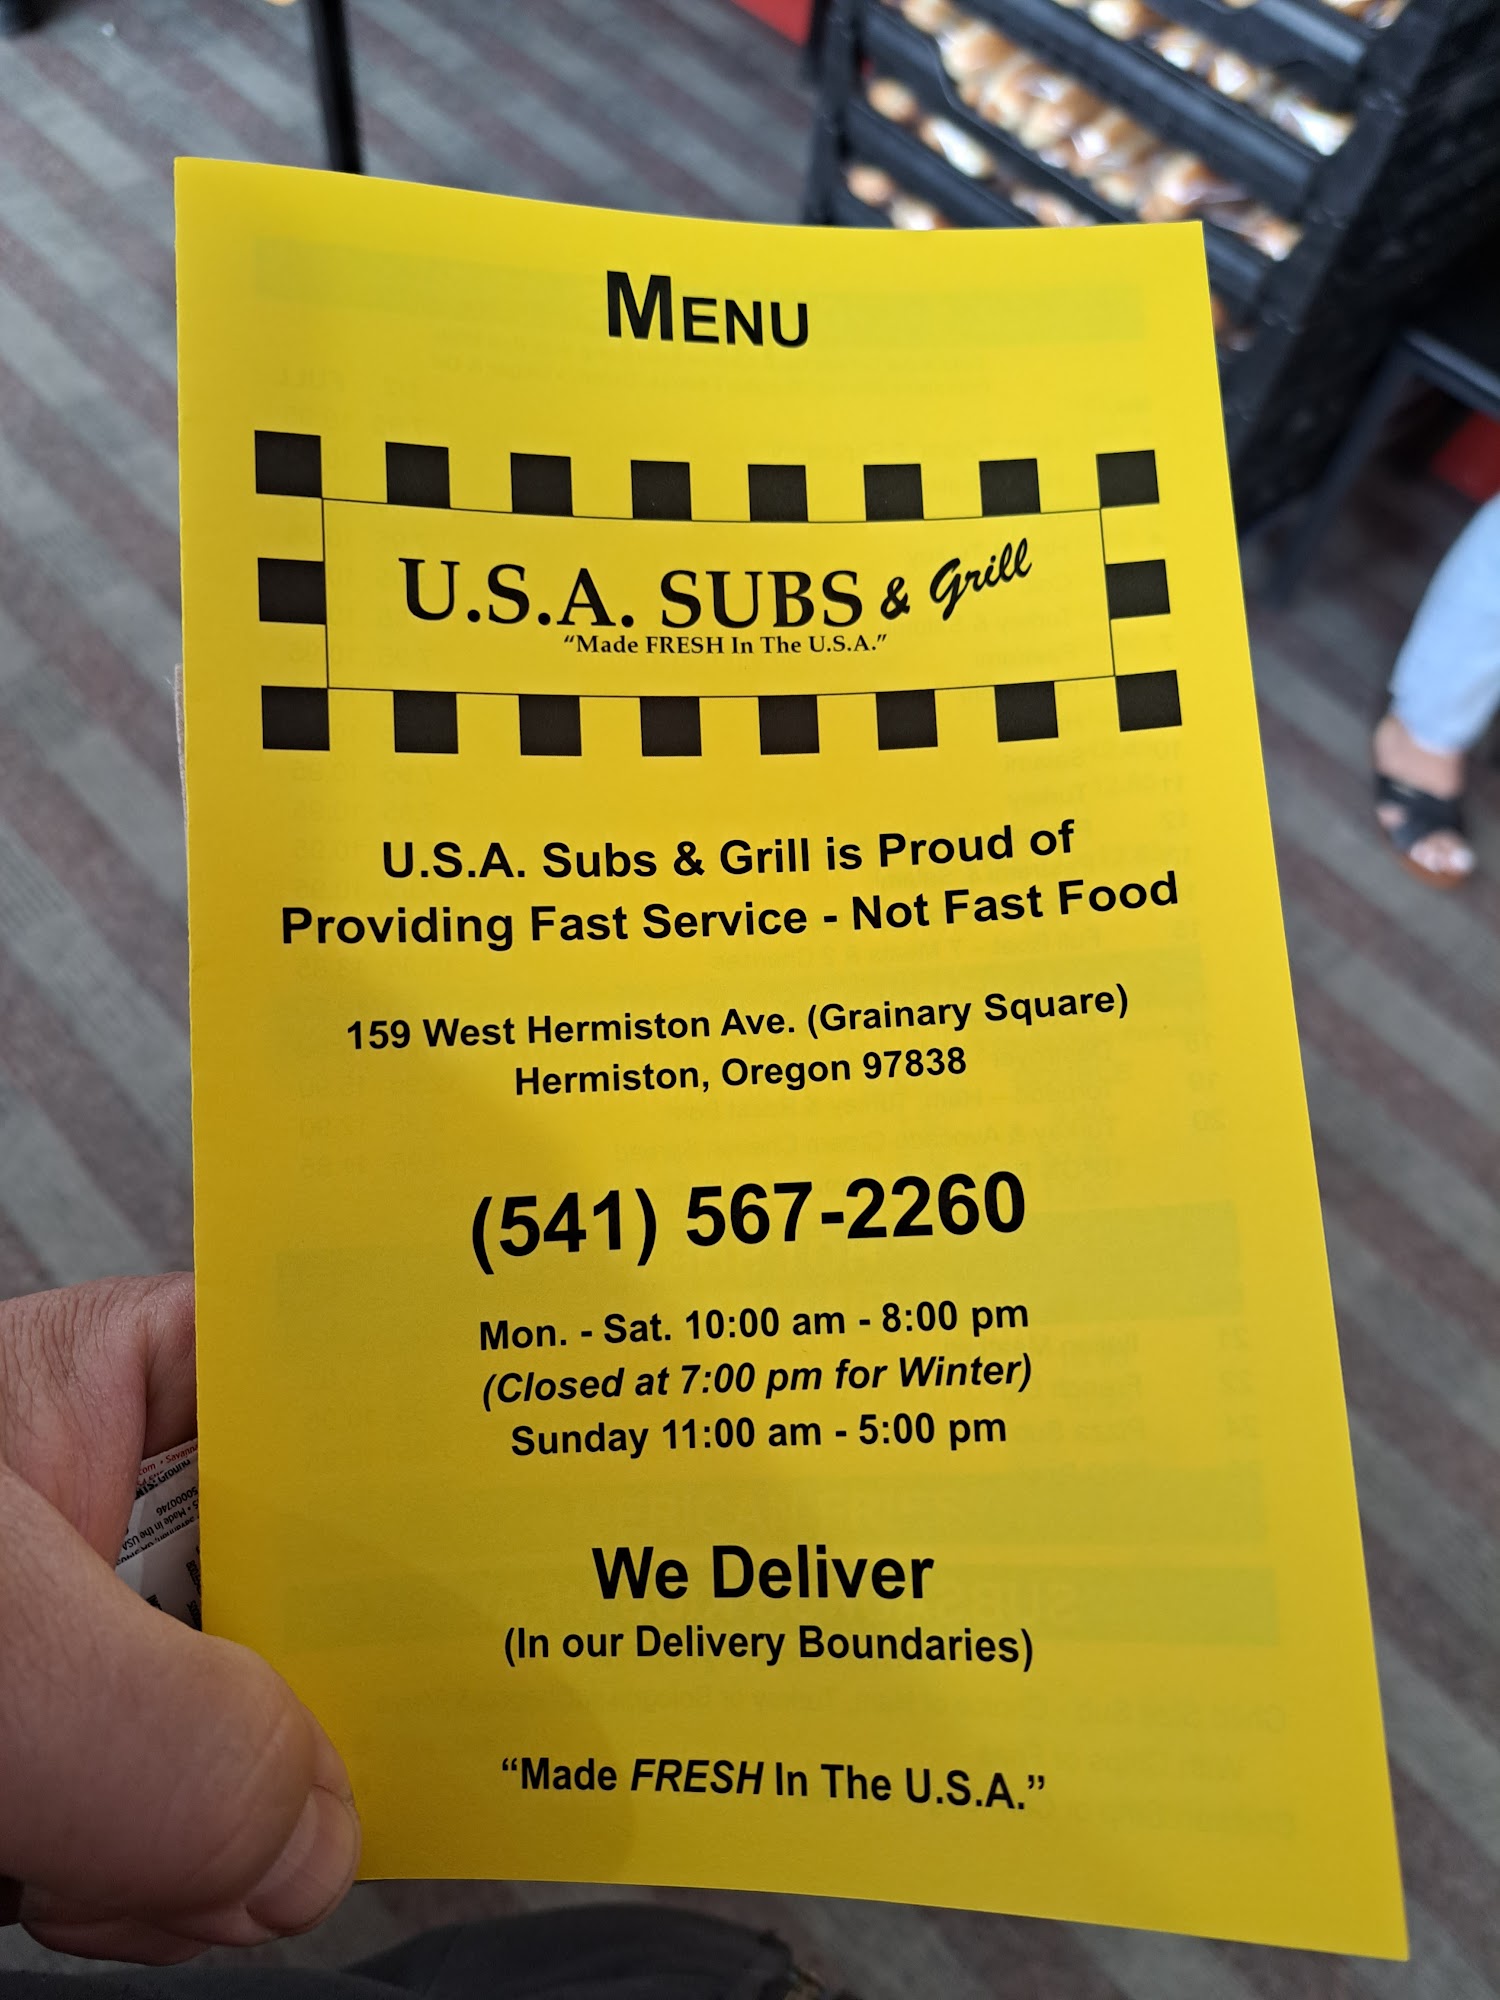 MENU
U.S.A. SUBS & Grill
“Made FRESH In The U.S.A.”
U.S.A. Subs & Grill is Proud of
Providing Fast Service - Not Fast Food
159 West Hermiston Ave. (Grainary Square)
Hermiston, Oregon 97838
(541) 567-2260
Mon. - Sat. 10:00 am - 8:00 pm
(Closed at 7:00 pm for Winter)
Sunday 11:00 am - 5:00 pm
We Deliver
(In our Delivery Boundaries)
“Made FRESH In The U.S.A.”